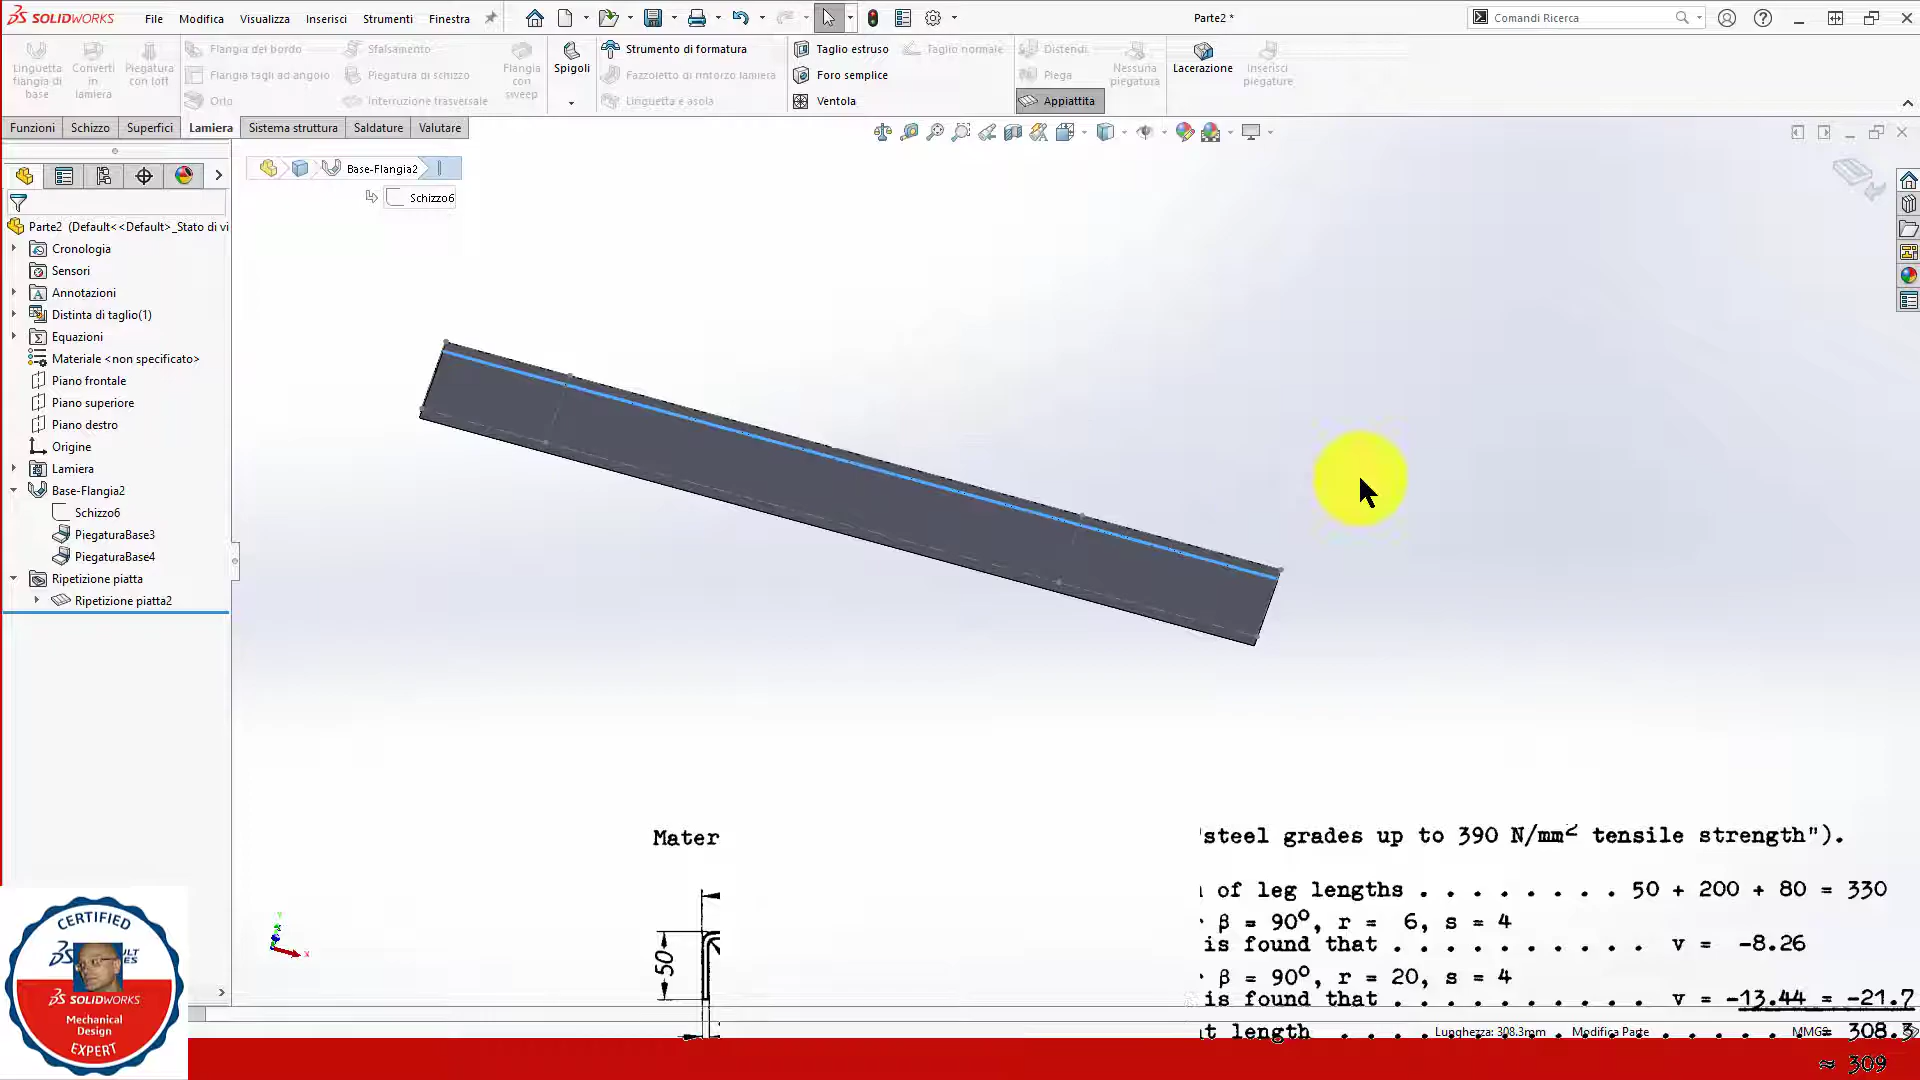 SOLIDWORKS File Modifica Visualizza Inserisci Strumenti Finestra Parte2 * Comandi Ricerca
Linguetta flangia di base
Converti in lamiera
Piegatura con loft
Flangia dei bordo
Flangia tagli ad angolo
Orlo
Sfalsamento
Piegatura di schizzo
Interruzione trasversale
Flangia con sweep
Spigoli
Strumento di formatura
Fazzoletto di rinforzo lamiera
Linguetta e asola
Taglio estruso
Foro semplice
Ventola
Taglio normale
Distendi
Piega
Appiattita
Nessuna piegatura
Lacerazione
Inserisci piegature
Funzioni Schizzo Superfici Lamiera Sistema struttura Saldature Valutare
Base-Flangia2
Schizzo6
Parte2 (Default<<Default>_Stato di vi
Cronologia
Sensori
Annotazioni
Distinta di taglio(1)
Equazioni
Materiale <non specificato>
Piano frontale
Piano superiore
Piano destro
Origine
Lamiera
Base-Flangia2
Schizzo6
PiegaturaBase3
PiegaturaBase4
Ripetizione piatta
Ripetizione piatta2
Mater
50
"steel grades up to 390 N/mm² tensile strength").
of leg lengths . . . . . . . . 50 + 200 + 80 = 330
β = 90°, r = 6, s = 4
is found that . . . . . . . . . . v = -8.26
β = 90°, r = 20, s = 4
is found that . . . . . . . . . . v = -13.44 = -21.7
t length = 308.3
Lunghezza: 308.3mm Modifica Parte
≈ 309
CERTIFIED
SOLIDWORKS
Mechanical
Design
EXPERT